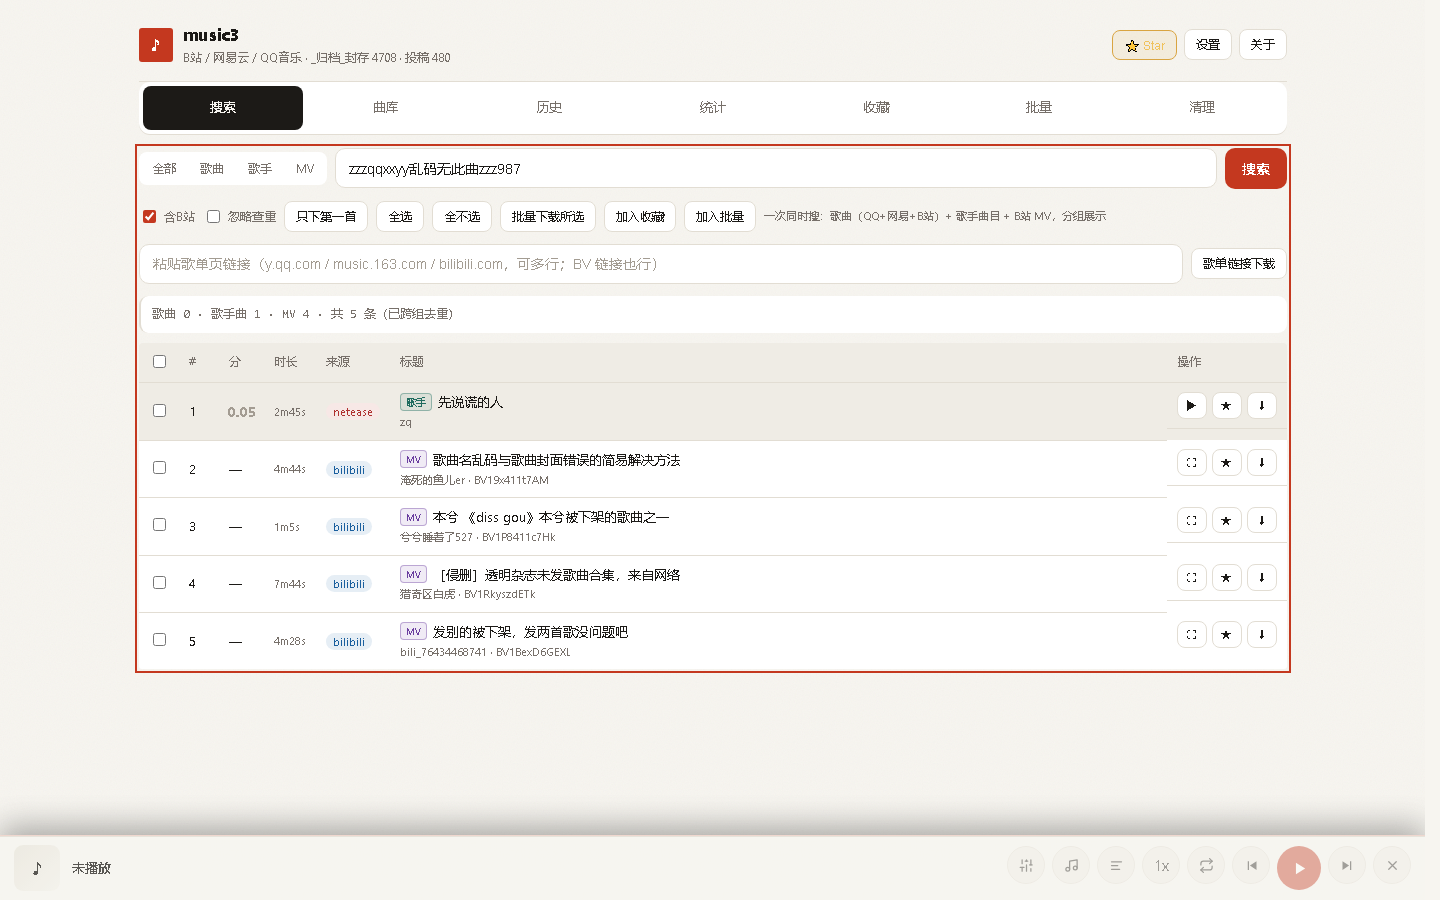 music3
B站 / 网易云 / QQ音乐 · _归档_封存 4708 · 投稿 480
Star
设置
关于
搜索
曲库
历史
统计
收藏
批量
清理
全部
歌曲
歌手
MV
zzzqqxxyy乱码无此曲zzz987
搜索
含B站
忽略查重
只下第一首
全选
全不选
批量下载所选
加入收藏
加入批量
一次同时搜：歌曲（QQ+网易+B站）+ 歌手曲目 + B站 MV，分组展示
粘贴歌单页链接（y.qq.com / music.163.com / bilibili.com，可多行；BV 链接也行）
歌单链接下载
歌曲 0 · 歌手曲 1 · MV 4 · 共 5 条（已跨组去重）
# 分 时长 来源 标题 操作
1 0.05 2m45s netease 歌手 先说谎的人
zq
2 — 4m44s bilibili MV 歌曲名乱码与歌曲封面错误的简易解决方法
淹死的鱼儿er · BV19x411t7AM
3 — 1m5s bilibili MV 本兮 《diss gou》本兮被下架的歌曲之一
兮兮睡着了527 · BV1P8411c7Hk
4 — 7m44s bilibili MV ［侵删］透明杂志未发歌曲合集，来自网络
猎奇区白虎 · BV1RkyszdETk
5 — 4m28s bilibili MV 发别的被下架，发两首歌没问题吧
bili_76434468741 · BV1BexD6GEXL
未播放
1x